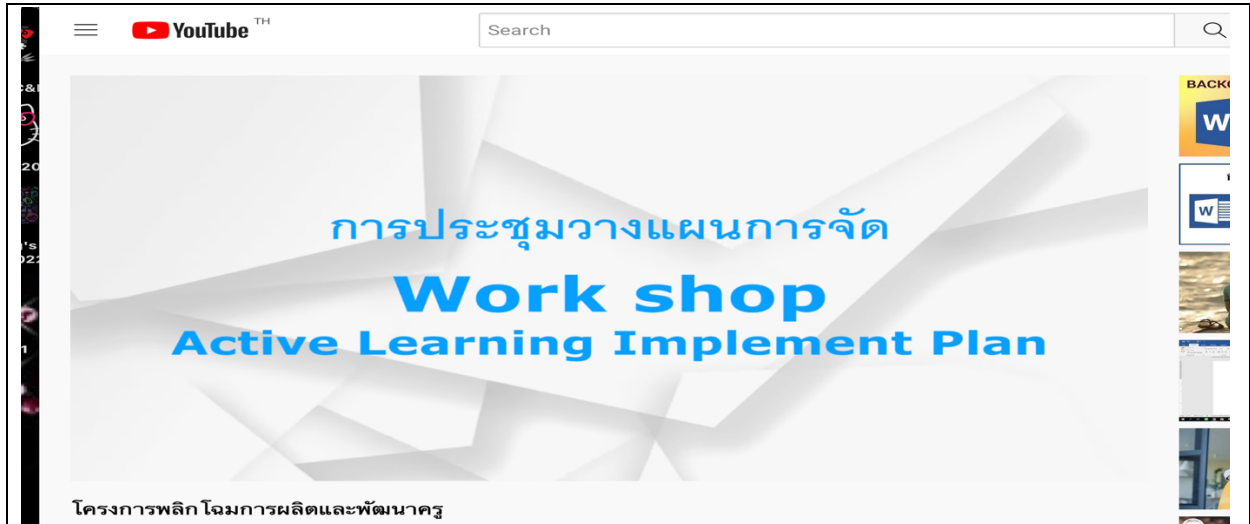 YouTube TH
Search
การประชุมวางแผนการจัด
Work shop
Active Learning Implement Plan
โครงการพลิกโฉมการผลิตและพัฒนาครู
W
W